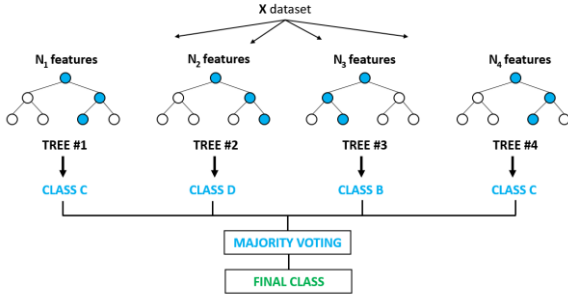 X dataset
N1 features N2 features N3 features N4 features
TREE #1 TREE #2 TREE #3 TREE #4
CLASS C CLASS D CLASS B CLASS C
MAJORITY VOTING
FINAL CLASS